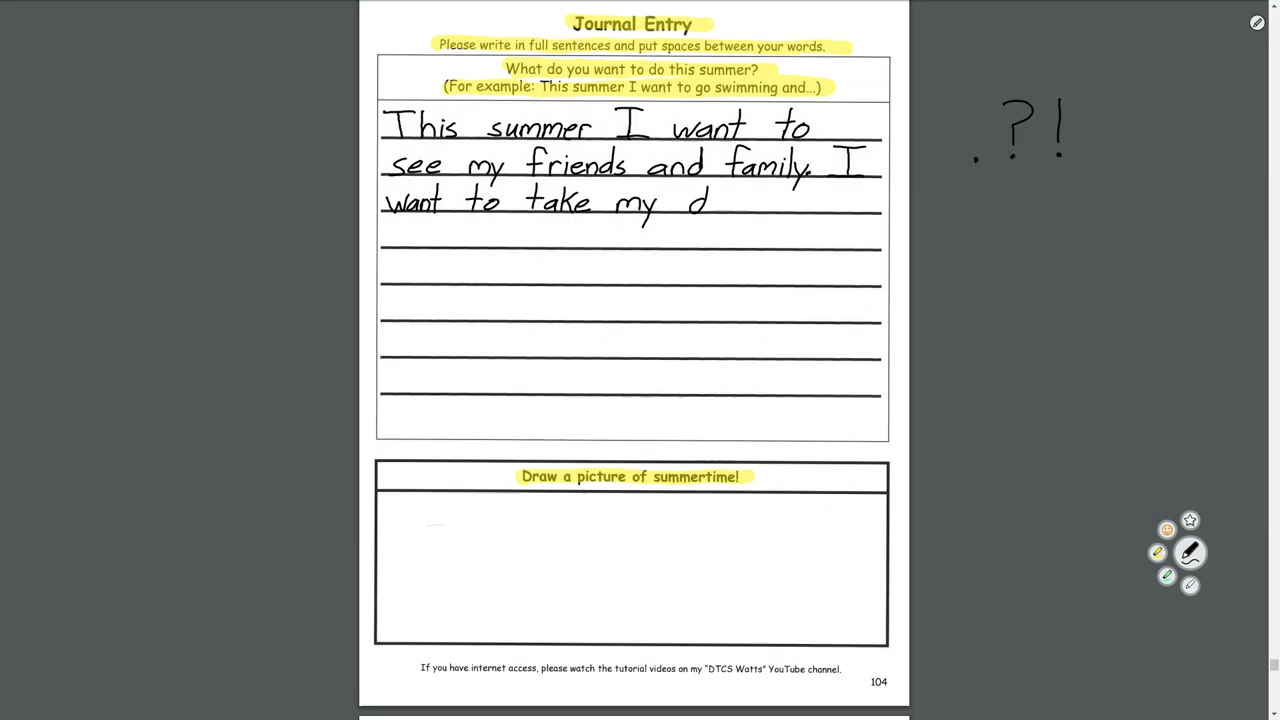 Journal Entry
Please write in full sentences and put spaces between your words.
What do you want to do this summer?
(For example: This summer I want to go swimming and...)
This summer I want to
see my friends and family. I
want to take my d
. ? !
Draw a picture of summertime!
If you have internet access, please watch the tutorial videos on my "DTCS Watts" YouTube channel.
104